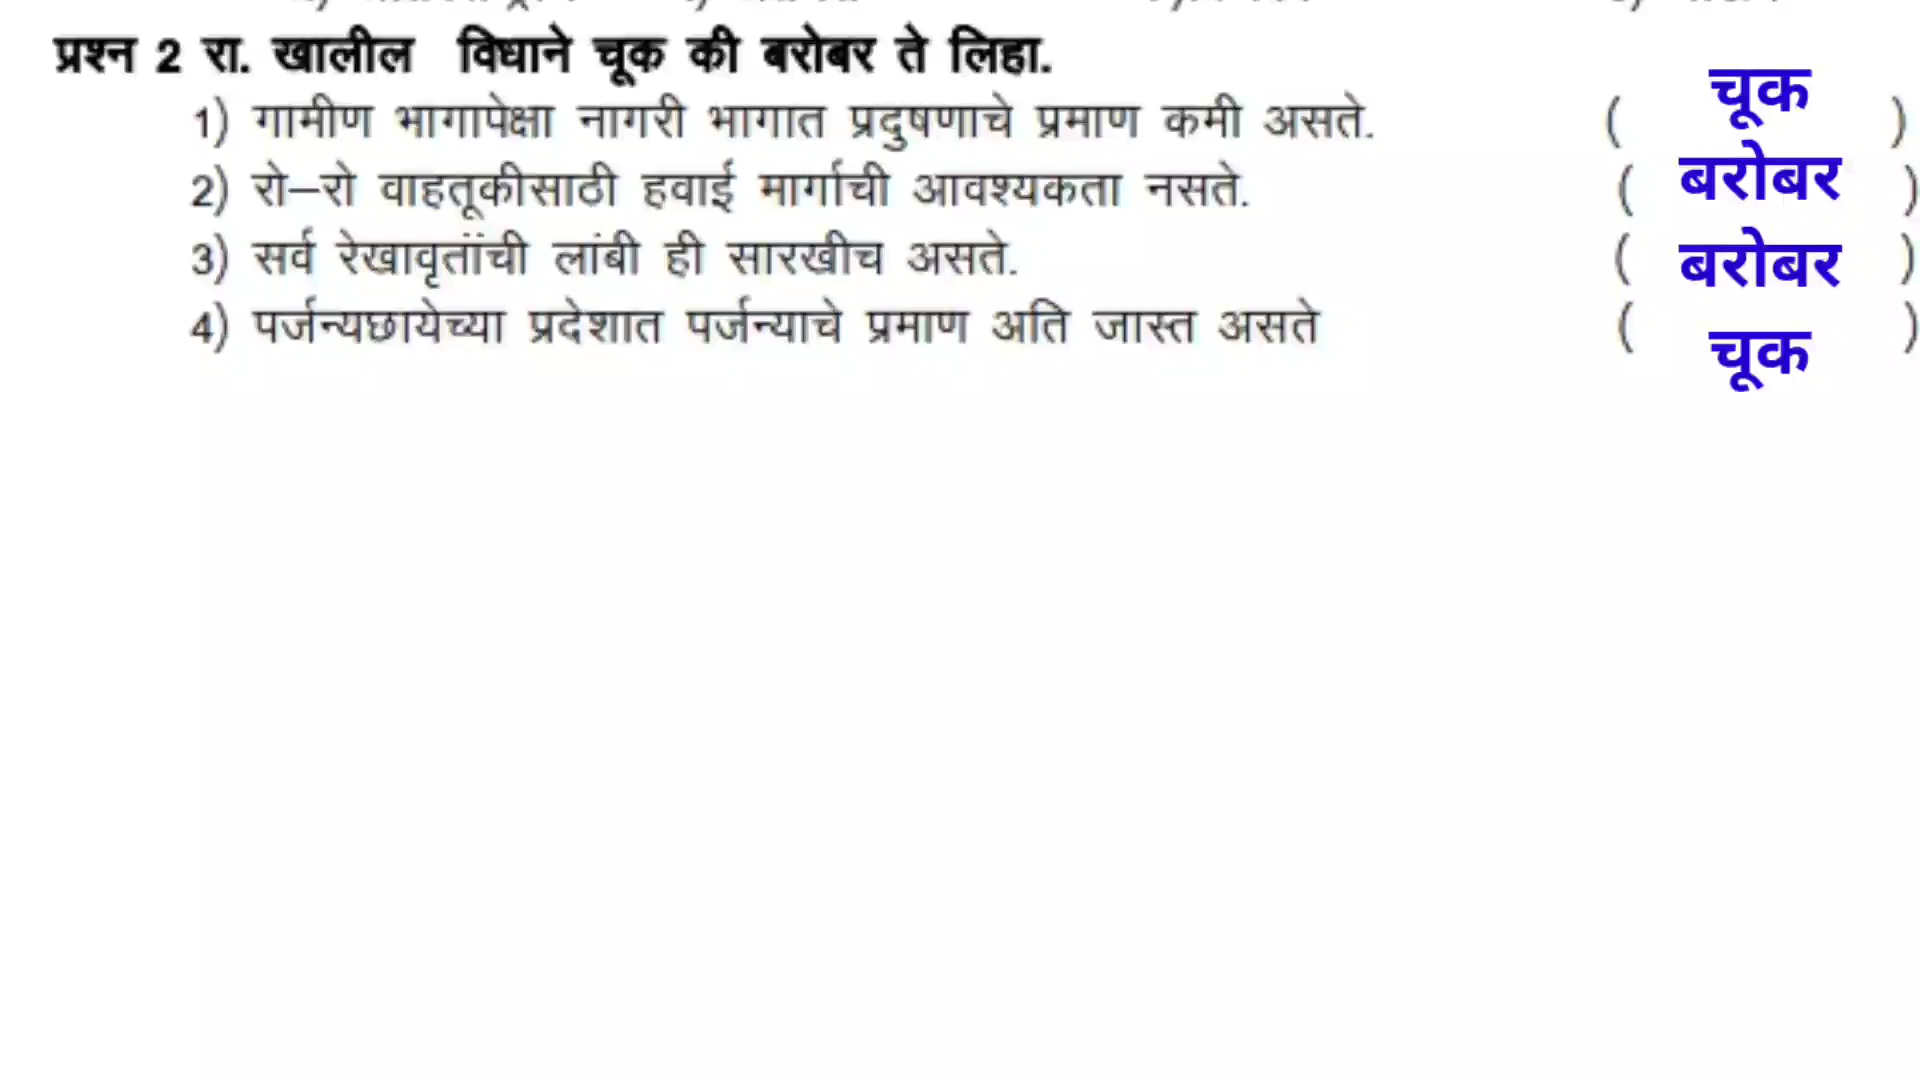 प्रश्न 2 रा. खालील विधाने चूक की बरोबर ते लिहा.
1) गामीण भागापेक्षा नागरी भागात प्रदुषणाचे प्रमाण कमी असते. ( चूक )
2) रो–रो वाहतूकीसाठी हवाई मार्गाची आवश्यकता नसते. ( बरोबर )
3) सर्व रेखावृतांची लांबी ही सारखीच असते. ( बरोबर )
4) पर्जन्यछायेच्या प्रदेशात पर्जन्याचे प्रमाण अति जास्त असते ( चूक )